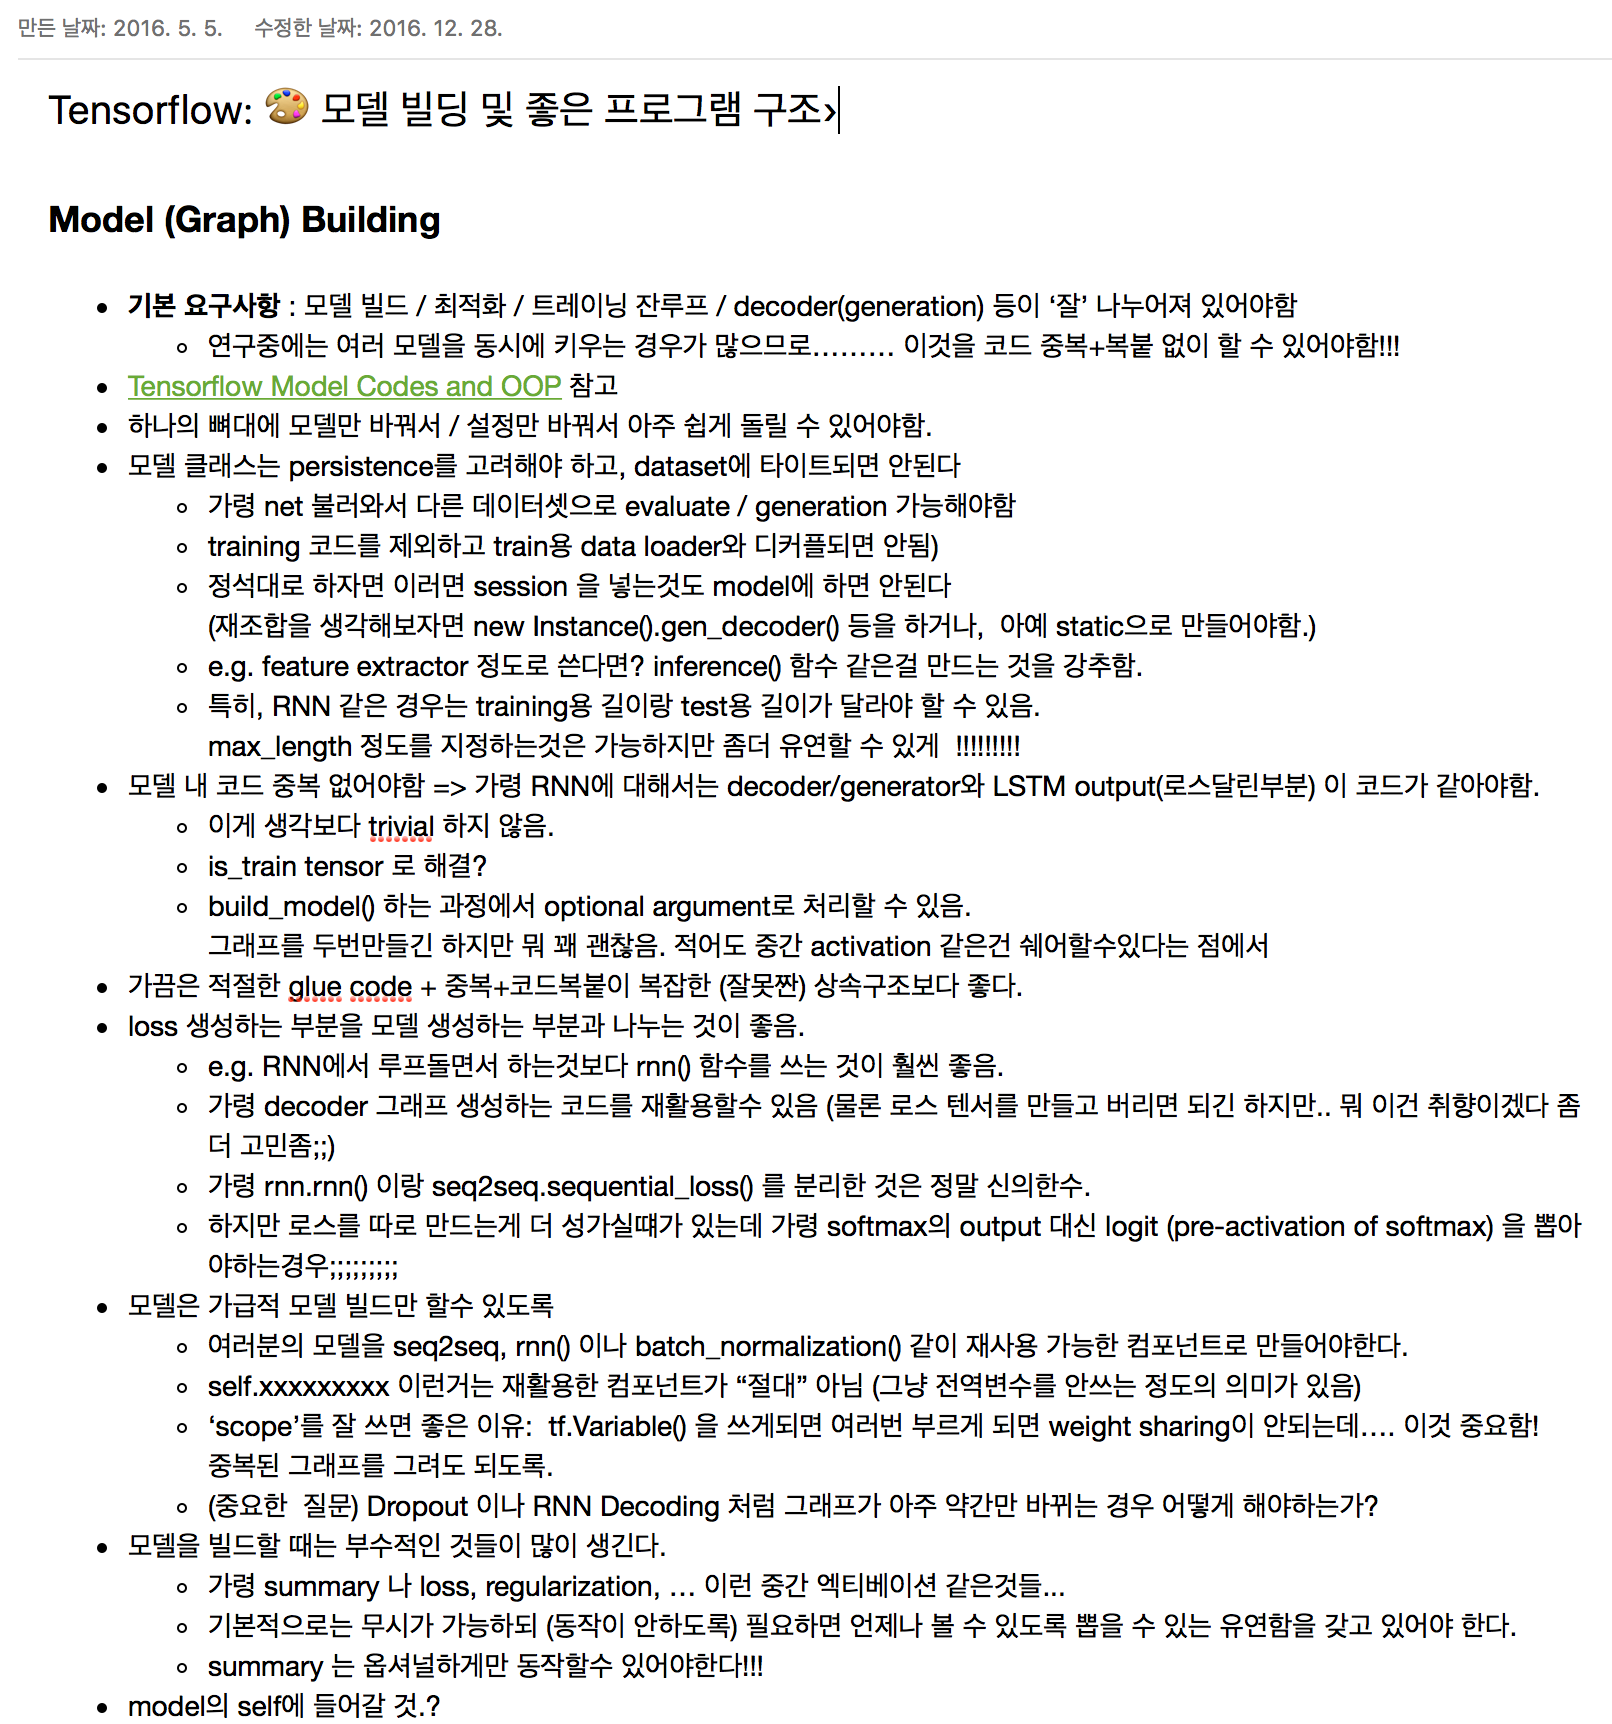 만든 날짜: 2016. 5. 5. 수정한 날짜: 2016. 12. 28.
Tensorflow: 🎨 모델 빌딩 및 좋은 프로그램 구조›
Model (Graph) Building
• 기본 요구사항 : 모델 빌드 / 최적화 / 트레이닝 잔루프 / decoder(generation) 등이 ‘잘’ 나누어져 있어야함
◦ 연구중에는 여러 모델을 동시에 키우는 경우가 많으므로……… 이것을 코드 중복+복붙 없이 할 수 있어야함!!!
• Tensorflow Model Codes and OOP 참고
• 하나의 뼈대에 모델만 바꿔서 / 설정만 바꿔서 아주 쉽게 돌릴 수 있어야함.
• 모델 클래스는 persistence를 고려해야 하고, dataset에 타이트되면 안된다
◦ 가령 net 불러와서 다른 데이터셋으로 evaluate / generation 가능해야함
◦ training 코드를 제외하고 train용 data loader와 디커플되면 안됨)
◦ 정석대로 하자면 이러면 session 을 넣는것도 model에 하면 안된다
(재조합을 생각해보자면 new Instance().gen_decoder() 등을 하거나,  아예 static으로 만들어야함.)
◦ e.g. feature extractor 정도로 쓴다면? inference() 함수 같은걸 만드는 것을 강추함.
◦ 특히, RNN 같은 경우는 training용 길이랑 test용 길이가 달라야 할 수 있음.
max_length 정도를 지정하는것은 가능하지만 좀더 유연할 수 있게  !!!!!!!!!
• 모델 내 코드 중복 없어야함 => 가령 RNN에 대해서는 decoder/generator와 LSTM output(로스달린부분) 이 코드가 같아야함.
◦ 이게 생각보다 trivial 하지 않음.
◦ is_train tensor 로 해결?
◦ build_model() 하는 과정에서 optional argument로 처리할 수 있음.
그래프를 두번만들긴 하지만 뭐 꽤 괜찮음. 적어도 중간 activation 같은건 쉐어할수있다는 점에서
• 가끔은 적절한 glue code + 중복+코드복붙이 복잡한 (잘못짠) 상속구조보다 좋다.
• loss 생성하는 부분을 모델 생성하는 부분과 나누는 것이 좋음.
◦ e.g. RNN에서 루프돌면서 하는것보다 rnn() 함수를 쓰는 것이 훨씬 좋음.
◦ 가령 decoder 그래프 생성하는 코드를 재활용할수 있음 (물론 로스 텐서를 만들고 버리면 되긴 하지만.. 뭐 이건 취향이겠다 좀
더 고민좀;;)
◦ 가령 rnn.rnn() 이랑 seq2seq.sequential_loss() 를 분리한 것은 정말 신의한수.
◦ 하지만 로스를 따로 만드는게 더 성가실떄가 있는데 가령 softmax의 output 대신 logit (pre-activation of softmax) 을 뽑아
야하는경우;;;;;;;;;
• 모델은 가급적 모델 빌드만 할수 있도록
◦ 여러분의 모델을 seq2seq, rnn() 이나 batch_normalization() 같이 재사용 가능한 컴포넌트로 만들어야한다.
◦ self.xxxxxxxxx 이런거는 재활용한 컴포넌트가 “절대” 아님 (그냥 전역변수를 안쓰는 정도의 의미가 있음)
◦ ‘scope’를 잘 쓰면 좋은 이유:  tf.Variable() 을 쓰게되면 여러번 부르게 되면 weight sharing이 안되는데…. 이것 중요함!
중복된 그래프를 그려도 되도록.
◦ (중요한  질문) Dropout 이나 RNN Decoding 처럼 그래프가 아주 약간만 바뀌는 경우 어떻게 해야하는가?
• 모델을 빌드할 때는 부수적인 것들이 많이 생긴다.
◦ 가령 summary 나 loss, regularization, … 이런 중간 엑티베이션 같은것들...
◦ 기본적으로는 무시가 가능하되 (동작이 안하도록) 필요하면 언제나 볼 수 있도록 뽑을 수 있는 유연함을 갖고 있어야 한다.
◦ summary 는 옵셔널하게만 동작할수 있어야한다!!!
• model의 self에 들어갈 것.?